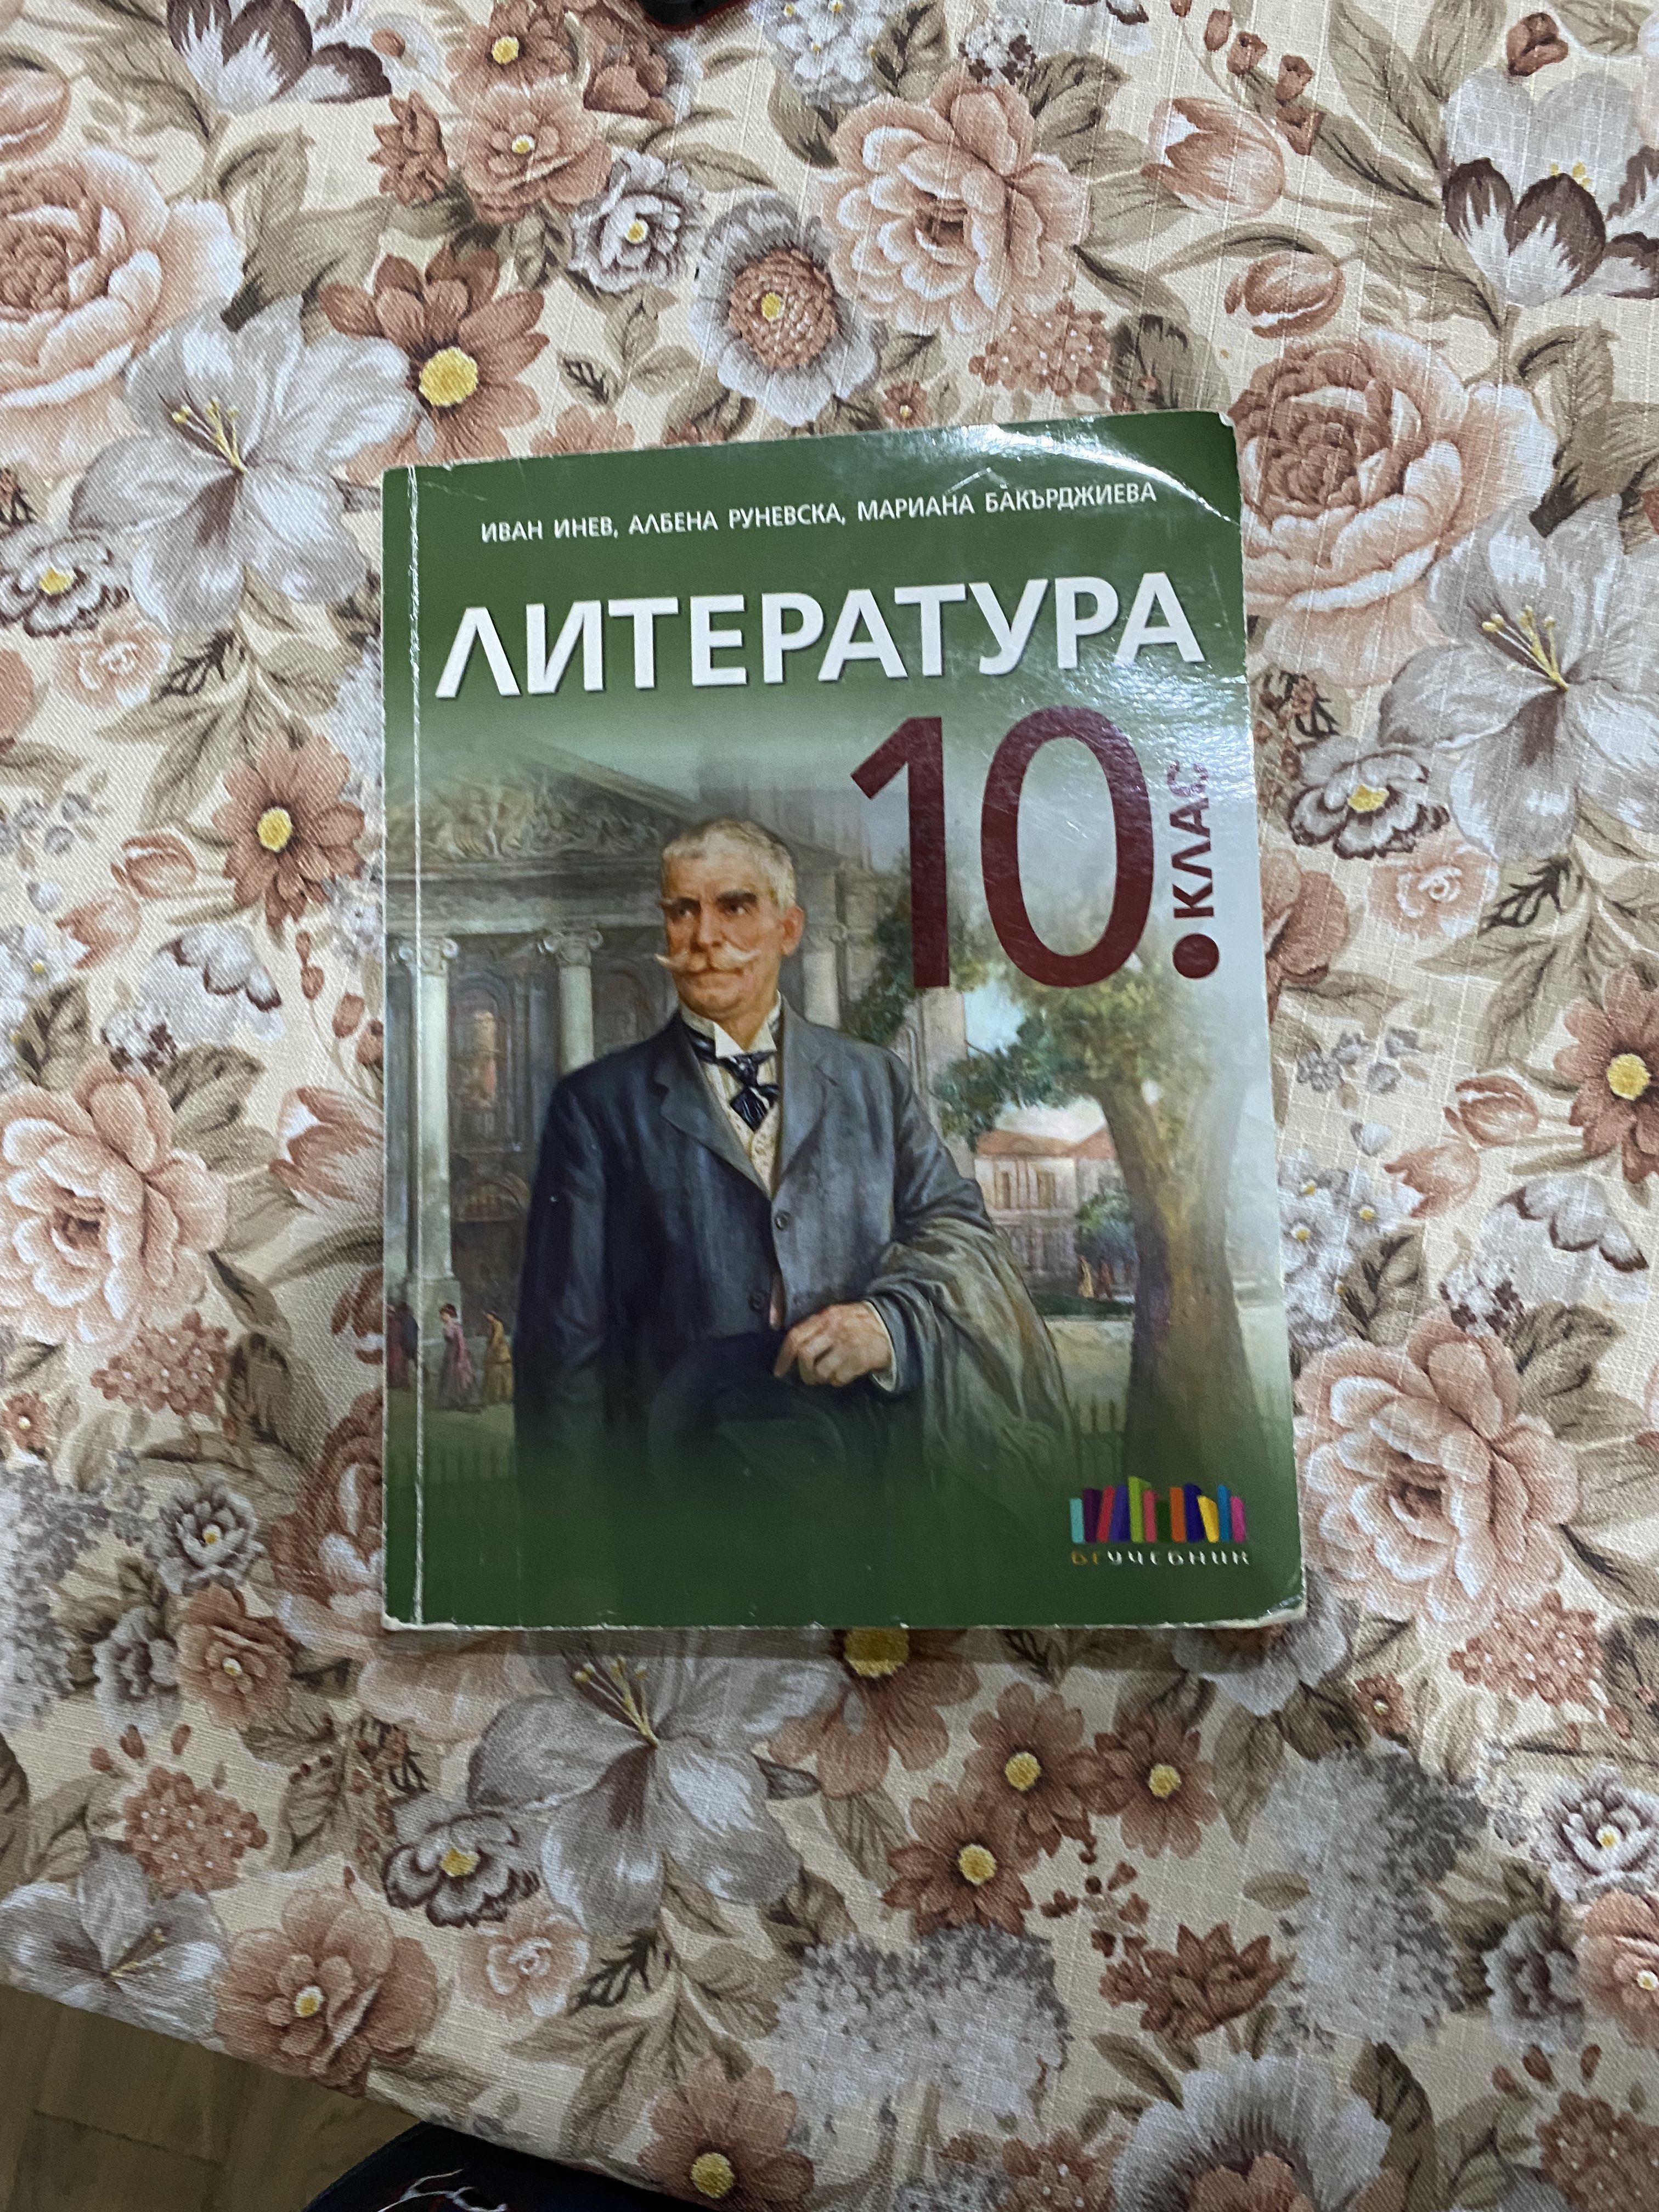 ИВАН ИНЕВ, АЛБЕНА РУНЕВСКА, МАРИАНА БАКЪРДЖИЕВА
ЛИТЕРАТУРА
10.
КЛАС
БГУЧЕБНИК